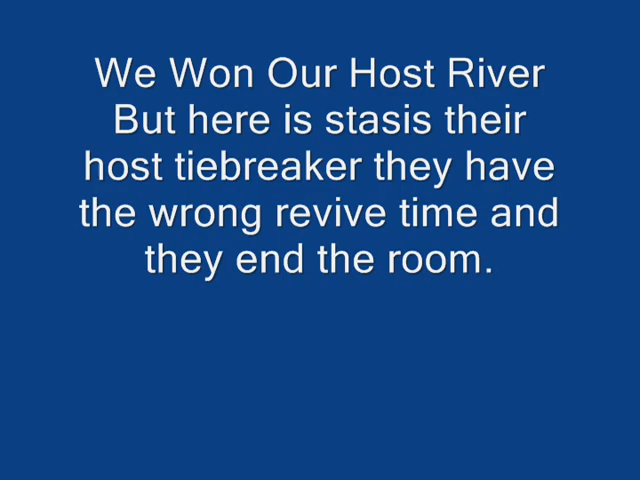 We Won Our Host River
But here is stasis their
host tiebreaker they have
the wrong revive time and
they end the room.